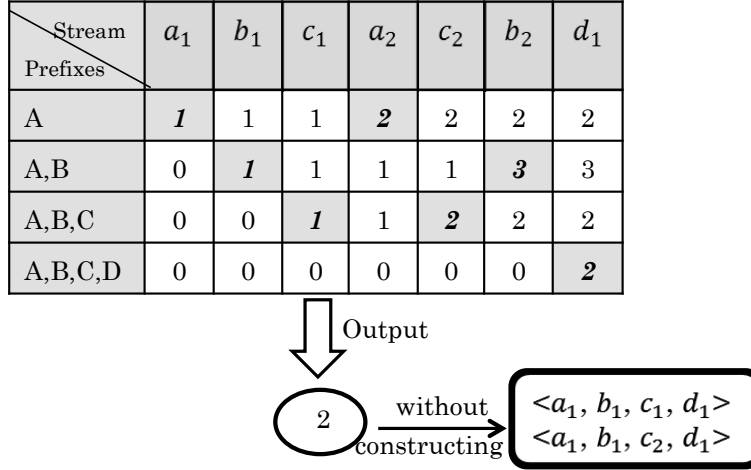 Stream a₁ b₁ c₁ a₂ c₂ b₂ d₁
Prefixes
A 1 1 1 2 2 2 2
A,B 0 1 1 1 1 3 3
A,B,C 0 0 1 1 2 2 2
A,B,C,D 0 0 0 0 0 0 2
Output
2
without
constructing
<a₁, b₁, c₁, d₁>
<a₁, b₁, c₂, d₁>